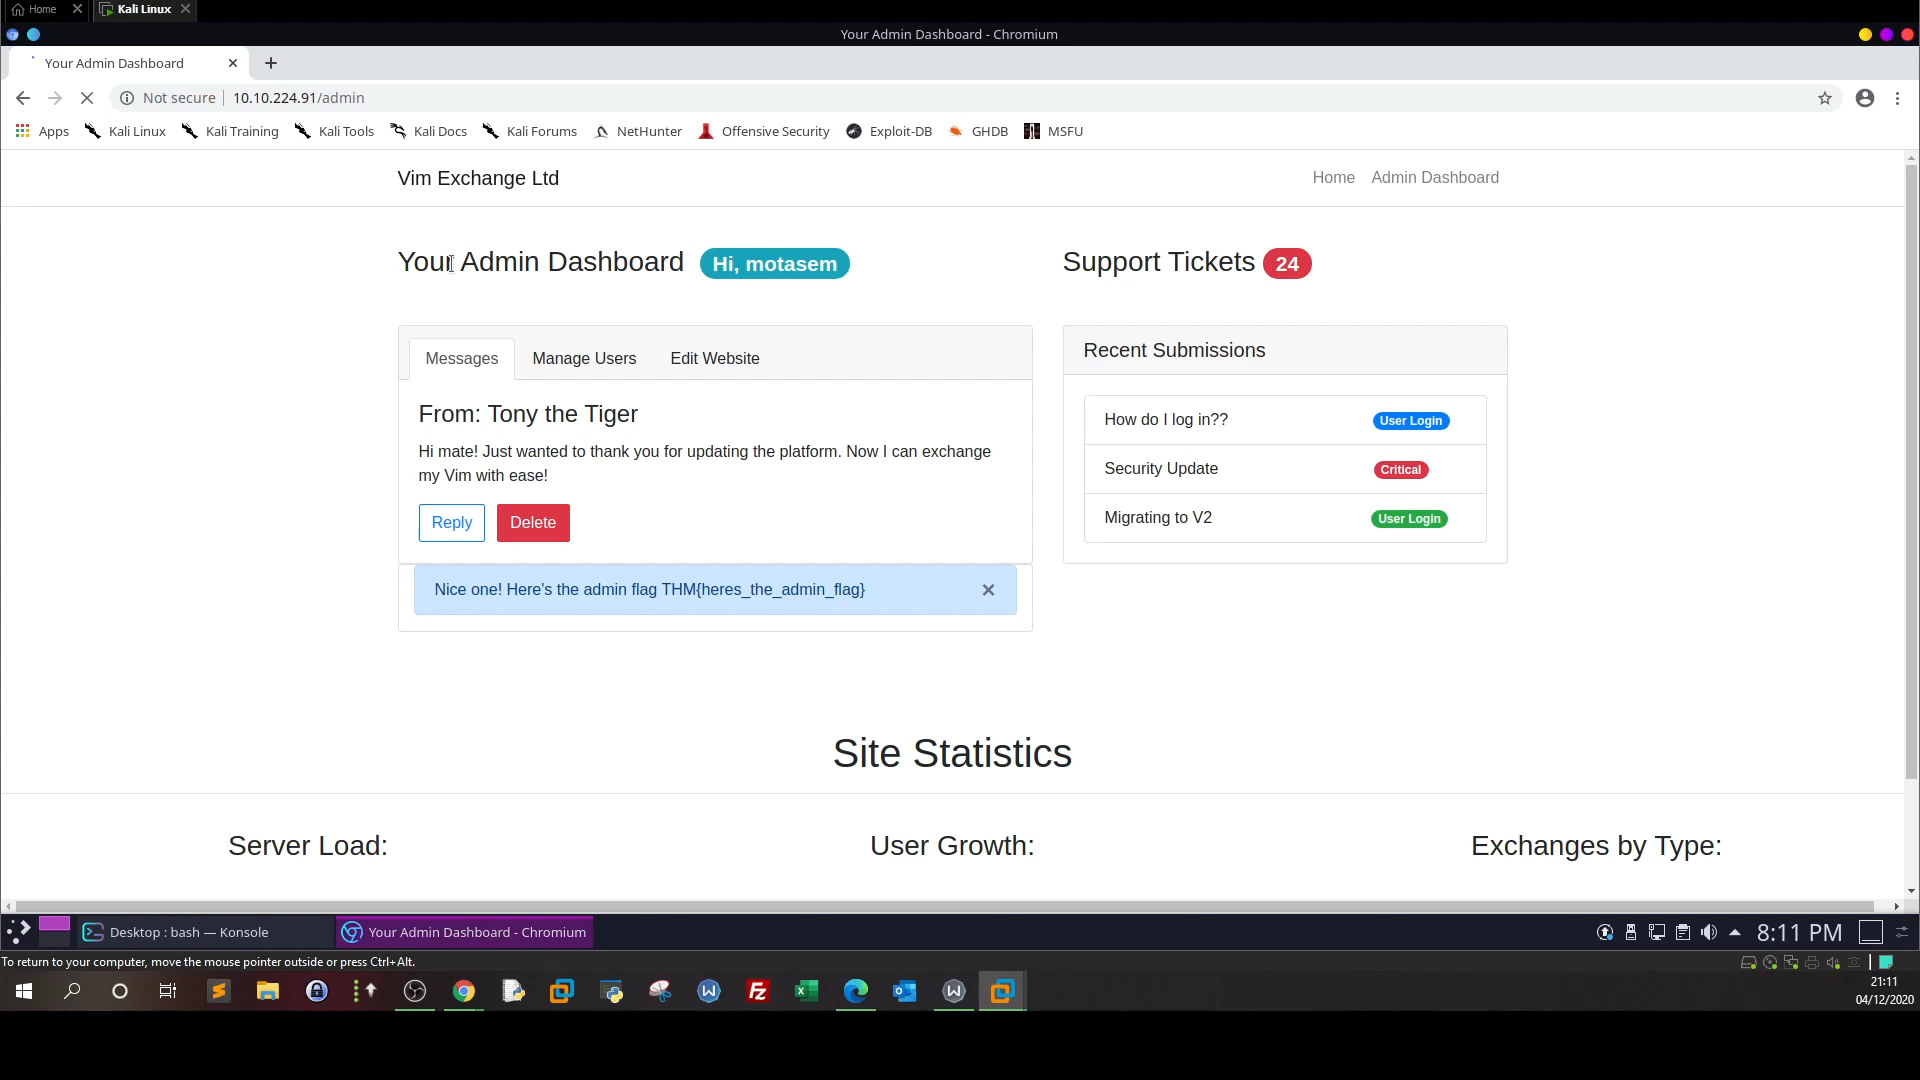 Home
Kali Linux
Your Admin Dashboard - Chromium
Your Admin Dashboard
Not secure
10.10.224.91/admin
Apps
Kali Linux
Kali Training
Kali Tools
Kali Docs
Kali Forums
NetHunter
Offensive Security
Exploit-DB
GHDB
MSFU
Vim Exchange Ltd
Home
Admin Dashboard
Your Admin Dashboard
Hi, motasem
Support Tickets 24
Messages
Manage Users
Edit Website
From: Tony the Tiger
Hi mate! Just wanted to thank you for updating the platform. Now I can exchange
my Vim with ease!
Reply
Delete
Nice one! Here's the admin flag THM{heres_the_admin_flag}
Recent Submissions
How do I log in??
User Login
Security Update
Critical
Migrating to V2
User Login
Site Statistics
Server Load:
User Growth:
Exchanges by Type:
Desktop : bash — Konsole
Your Admin Dashboard - Chromium
8:11 PM
To return to your computer, move the mouse pointer outside or press Ctrl+Alt.
21:11
04/12/2020